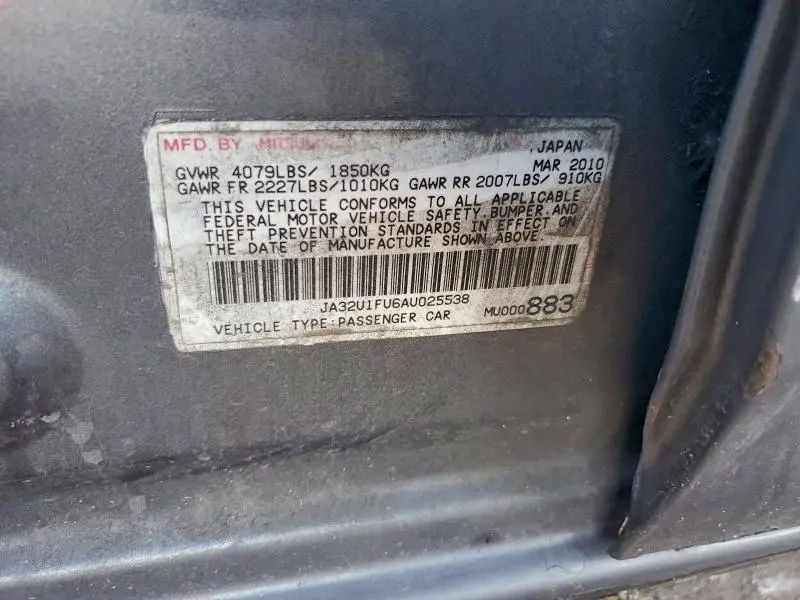 MFD. BY MITSUBISHI , JAPAN
GVWR 4079LBS/ 1850KG MAR 2010
GAWR FR 2227LBS/1010KG GAWR RR 2007LBS/ 910KG
THIS VEHICLE CONFORMS TO ALL APPLICABLE
FEDERAL MOTOR VEHICLE SAFETY,BUMPER,AND
THEFT PREVENTION STANDARDS IN EFFECT ON
THE DATE OF MANUFACTURE SHOWN ABOVE.
JA32U1FU6AU025538
VEHICLE TYPE:PASSENGER CAR MU000883